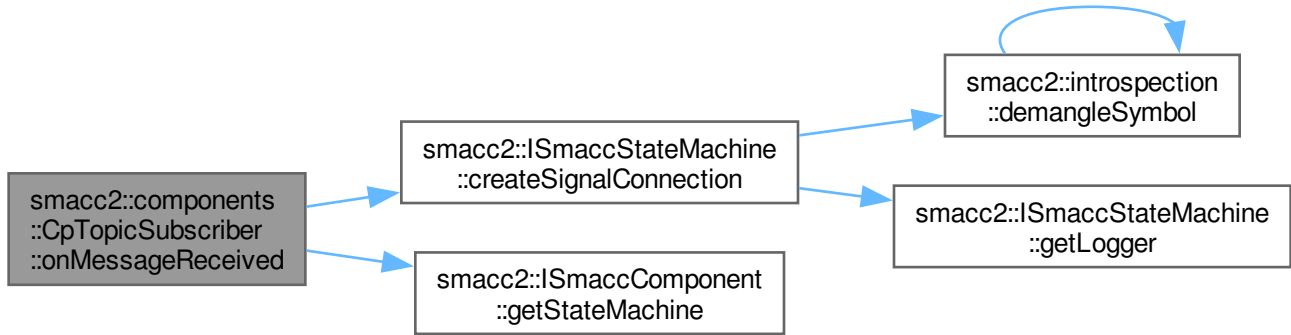 smacc2::components
::CpTopicSubscriber
::onMessageReceived
smacc2::ISmaccStateMachine
::createSignalConnection
smacc2::introspection
::demangleSymbol
smacc2::ISmaccStateMachine
::getLogger
smacc2::ISmaccComponent
::getStateMachine